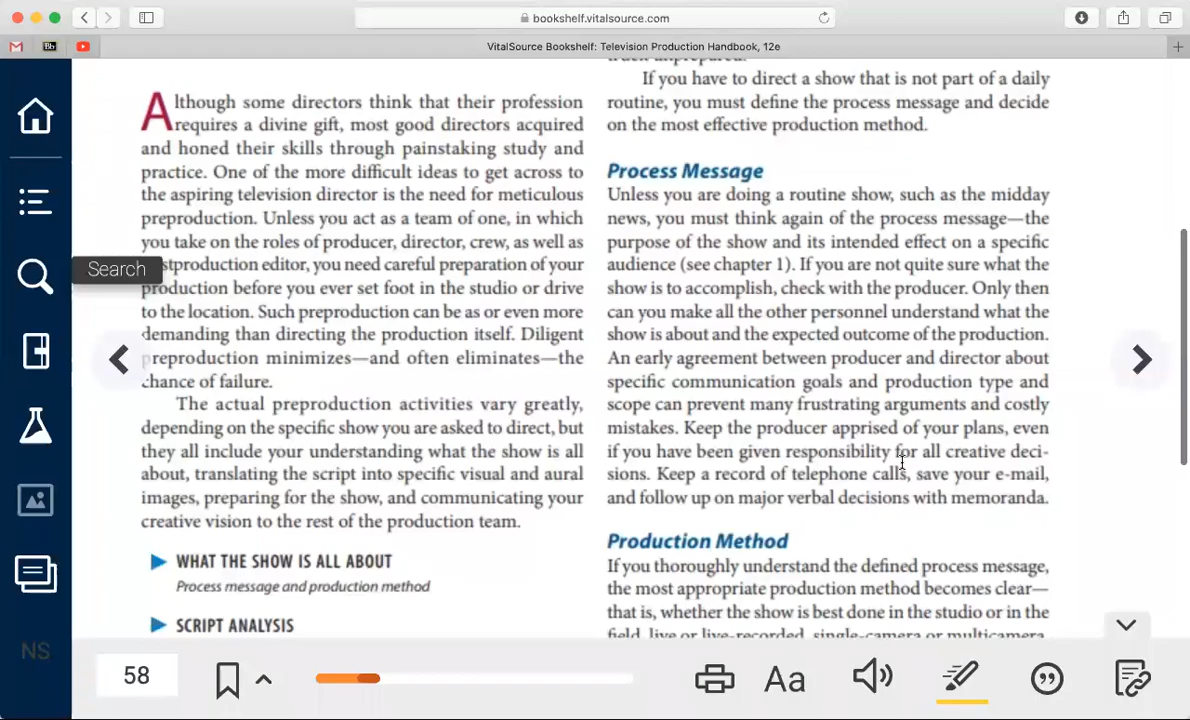 bookshelf.vitalsource.com
Bb
VitalSource Bookshelf: Television Production Handbook, 12e
Although some directors think that their profession
requires a divine gift, most good directors acquired
and honed their skills through painstaking study and
practice. One of the more difficult ideas to get across to
the aspiring television director is the need for meticulous
preproduction. Unless you act as a team of one, in which
you take on the roles of producer, director, crew, as well as
stproduction editor, you need careful preparation of your
production before you ever set foot in the studio or drive
to the location. Such preproduction can be as or even more
demanding than directing the production itself. Diligent
preproduction minimizes—and often eliminates—the
chance of failure.
The actual preproduction activities vary greatly,
depending on the specific show you are asked to direct, but
they all include your understanding what the show is all
about, translating the script into specific visual and aural
images, preparing for the show, and communicating your
creative vision to the rest of the production team.
WHAT THE SHOW IS ALL ABOUT
Process message and production method
SCRIPT ANALYSIS
If you have to direct a show that is not part of a daily
routine, you must define the process message and decide
on the most effective production method.
Process Message
Unless you are doing a routine show, such as the midday
news, you must think again of the process message—the
purpose of the show and its intended effect on a specific
audience (see chapter 1). If you are not quite sure what the
show is to accomplish, check with the producer. Only then
can you make all the other personnel understand what the
show is about and the expected outcome of the production.
An early agreement between producer and director about
specific communication goals and production type and
scope can prevent many frustrating arguments and costly
mistakes. Keep the producer apprised of your plans, even
if you have been given responsibility for all creative deci-
sions. Keep a record of telephone calls, save your e-mail,
and follow up on major verbal decisions with memoranda.
Production Method
If you thoroughly understand the defined process message,
the most appropriate production method becomes clear—
that is, whether the show is best done in the studio or in the
field, live or live-recorded, single-camera or multicamera,
Search
NS
58
Aa